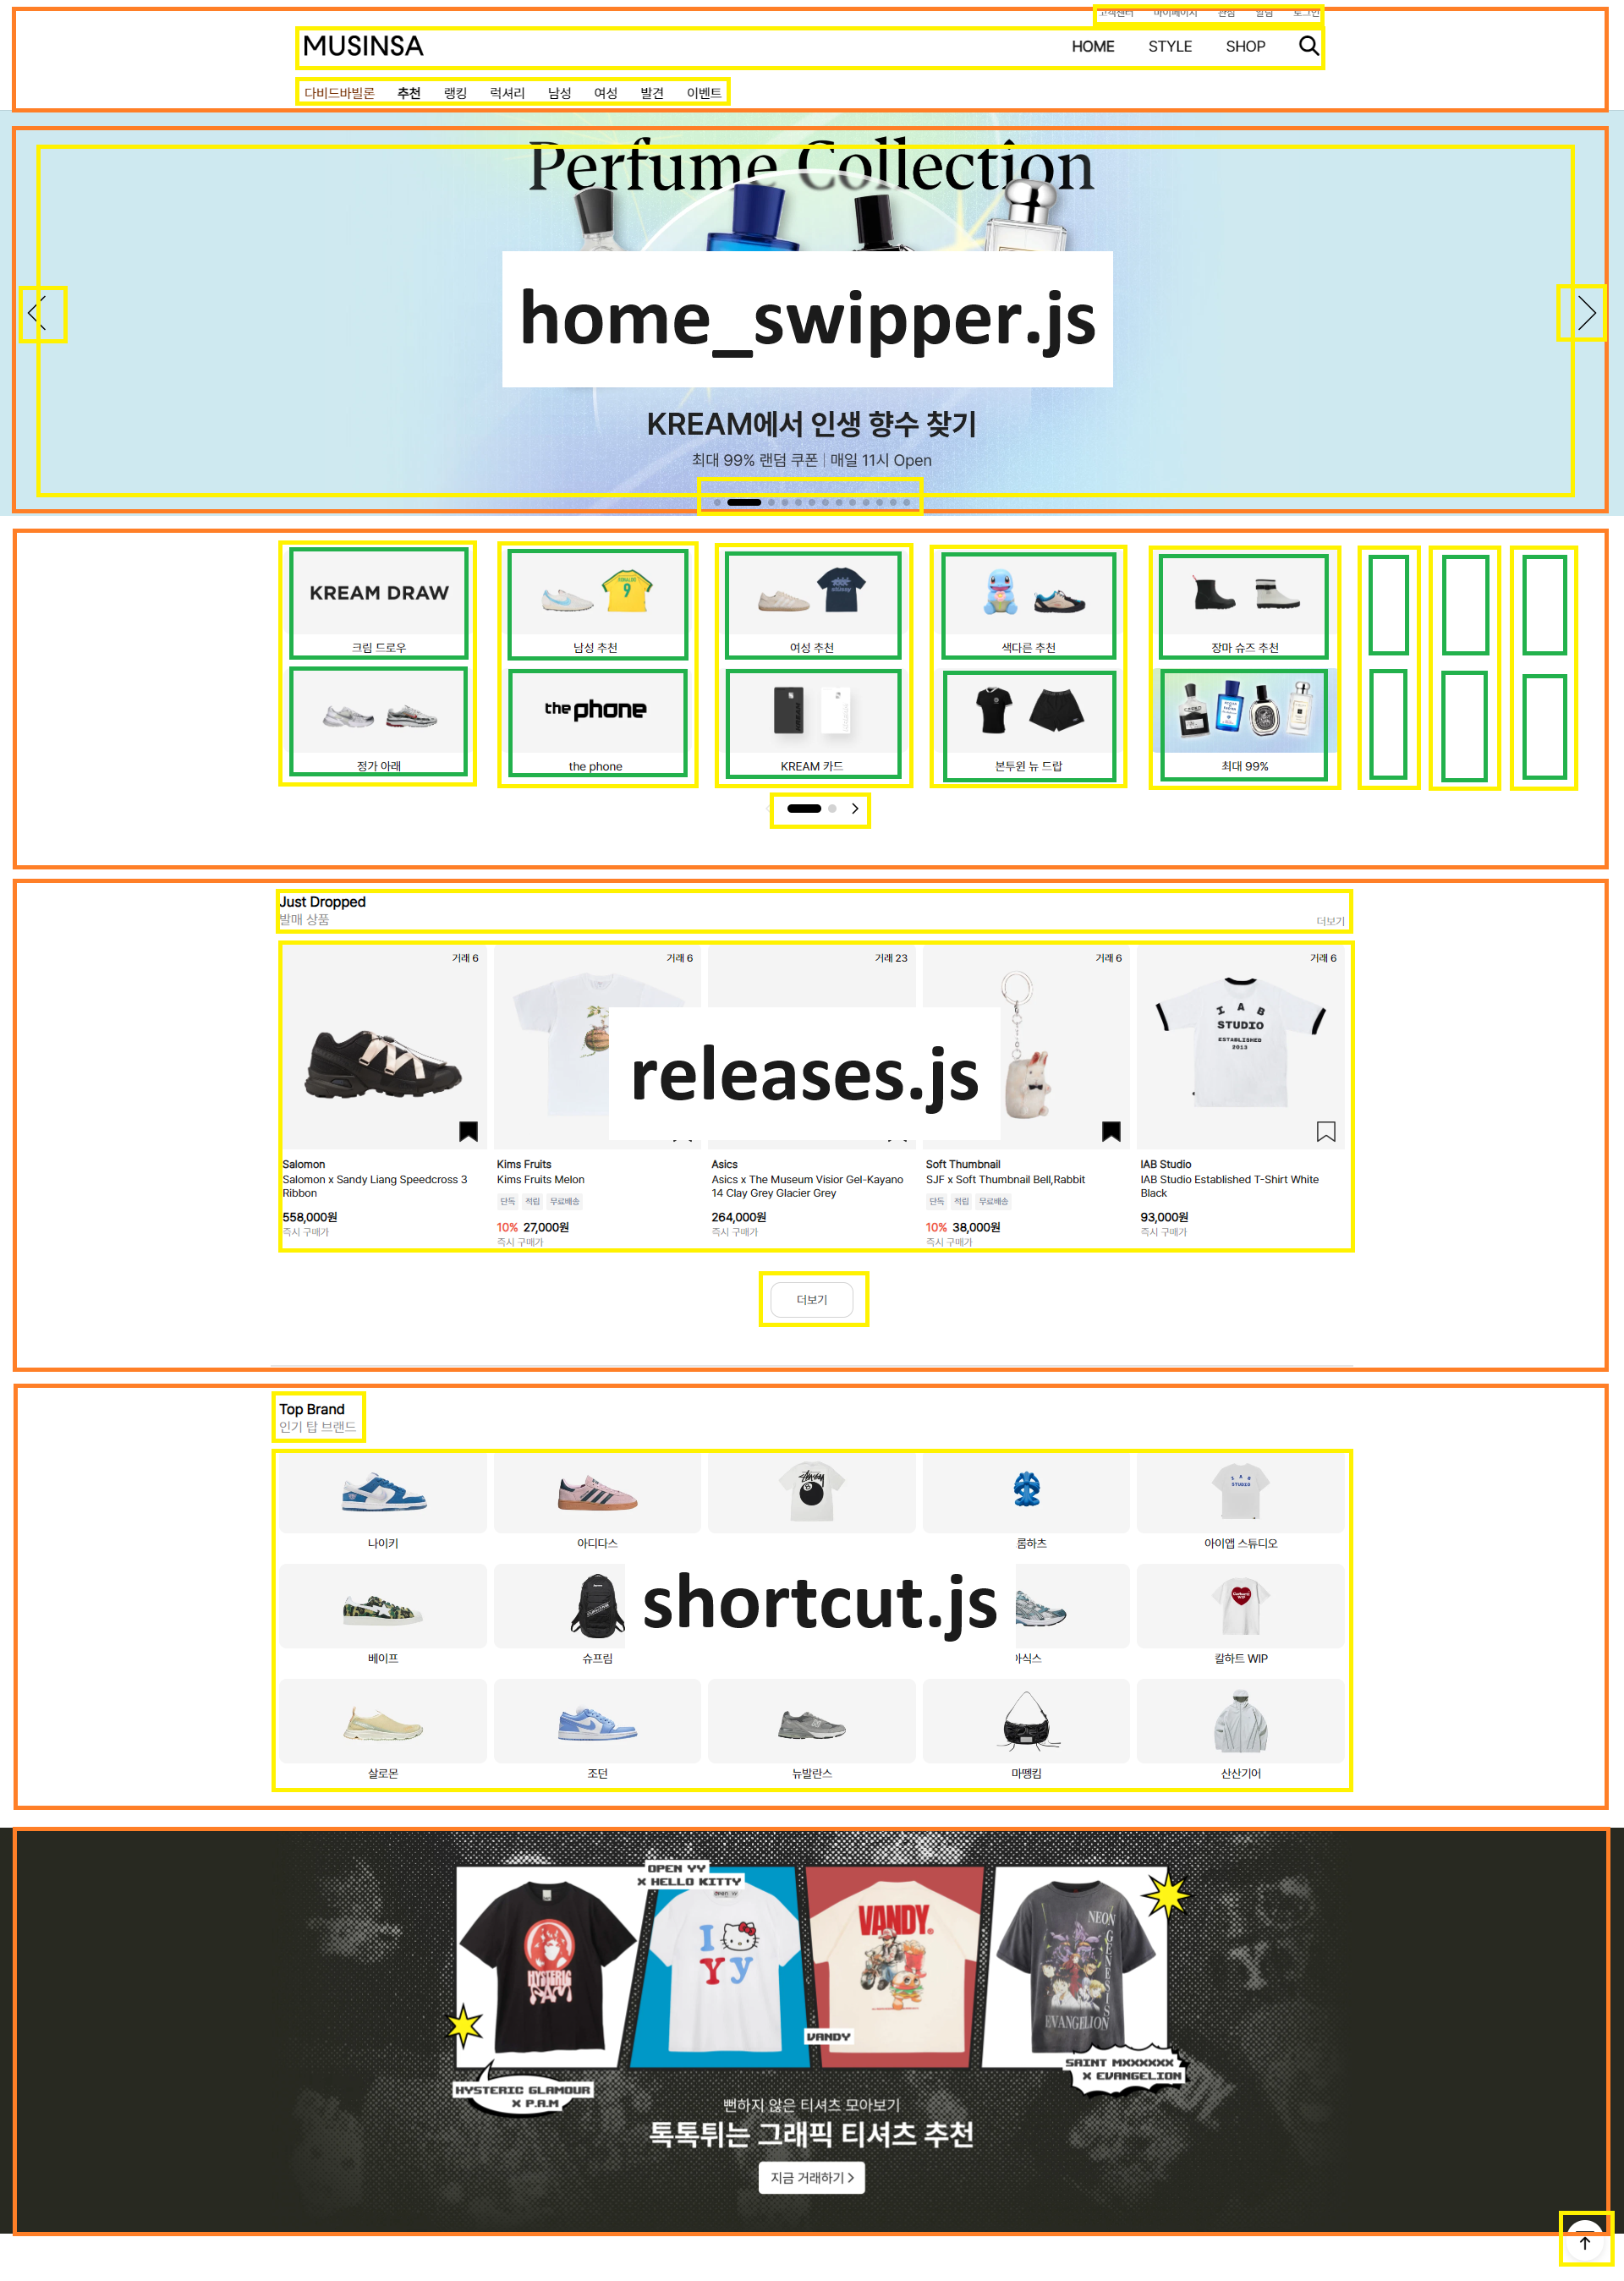 고객센터 마이페이지 관심 알림 로그인
MUSINSA
HOME STYLE SHOP
다비드바빌론 추천 랭킹 럭셔리 남성 여성 발견 이벤트
Perfume Collection
home_swipper.js
KREAM에서 인생 향수 찾기
최대 99% 랜덤 쿠폰 | 매일 11시 Open
KREAM DRAW
크림 드로우
남성 추천
여성 추천
색다른 추천
장마 슈즈 추천
정가 아래
the phone
the phone
KREAM 카드
본투윈 뉴 드랍
최대 99%
Just Dropped
발매 상품
더보기
거래 6
거래 6
거래 23
거래 6
거래 6
I A B
STUDIO
ESTABLISHED
2013
releases.js
Salomon
Salomon x Sandy Liang Speedcross 3
Ribbon
558,000원
즉시 구매가
Kims Fruits
Kims Fruits Melon
단독 적립 무료배송
10% 27,000원
즉시 구매가
Asics
Asics x The Museum Visior Gel-Kayano
14 Clay Grey Glacier Grey
264,000원
즉시 구매가
Soft Thumbnail
SJF x Soft Thumbnail Bell,Rabbit
단독 적립 무료배송
10% 38,000원
즉시 구매가
IAB Studio
IAB Studio Established T-Shirt White
Black
93,000원
즉시 구매가
더보기
Top Brand
인기 탑 브랜드
나이키
아디다스
롬하츠
아이앱 스튜디오
shortcut.js
베이프
슈프림
아식스
칼하트 WIP
살로몬
조던
뉴발란스
마뗑킴
산산기어
OPEN YY
X HELLO KITTY
I
YY
VANDY.
NEON
GENESIS
EVANGELION
VANDY
HYSTERIC GLAMOUR
X P.A.M
SAINT MXXXXXX
X EVANGELION
뻔하지 않은 티셔츠 모아보기
톡톡튀는 그래픽 티셔츠 추천
지금 거래하기 >